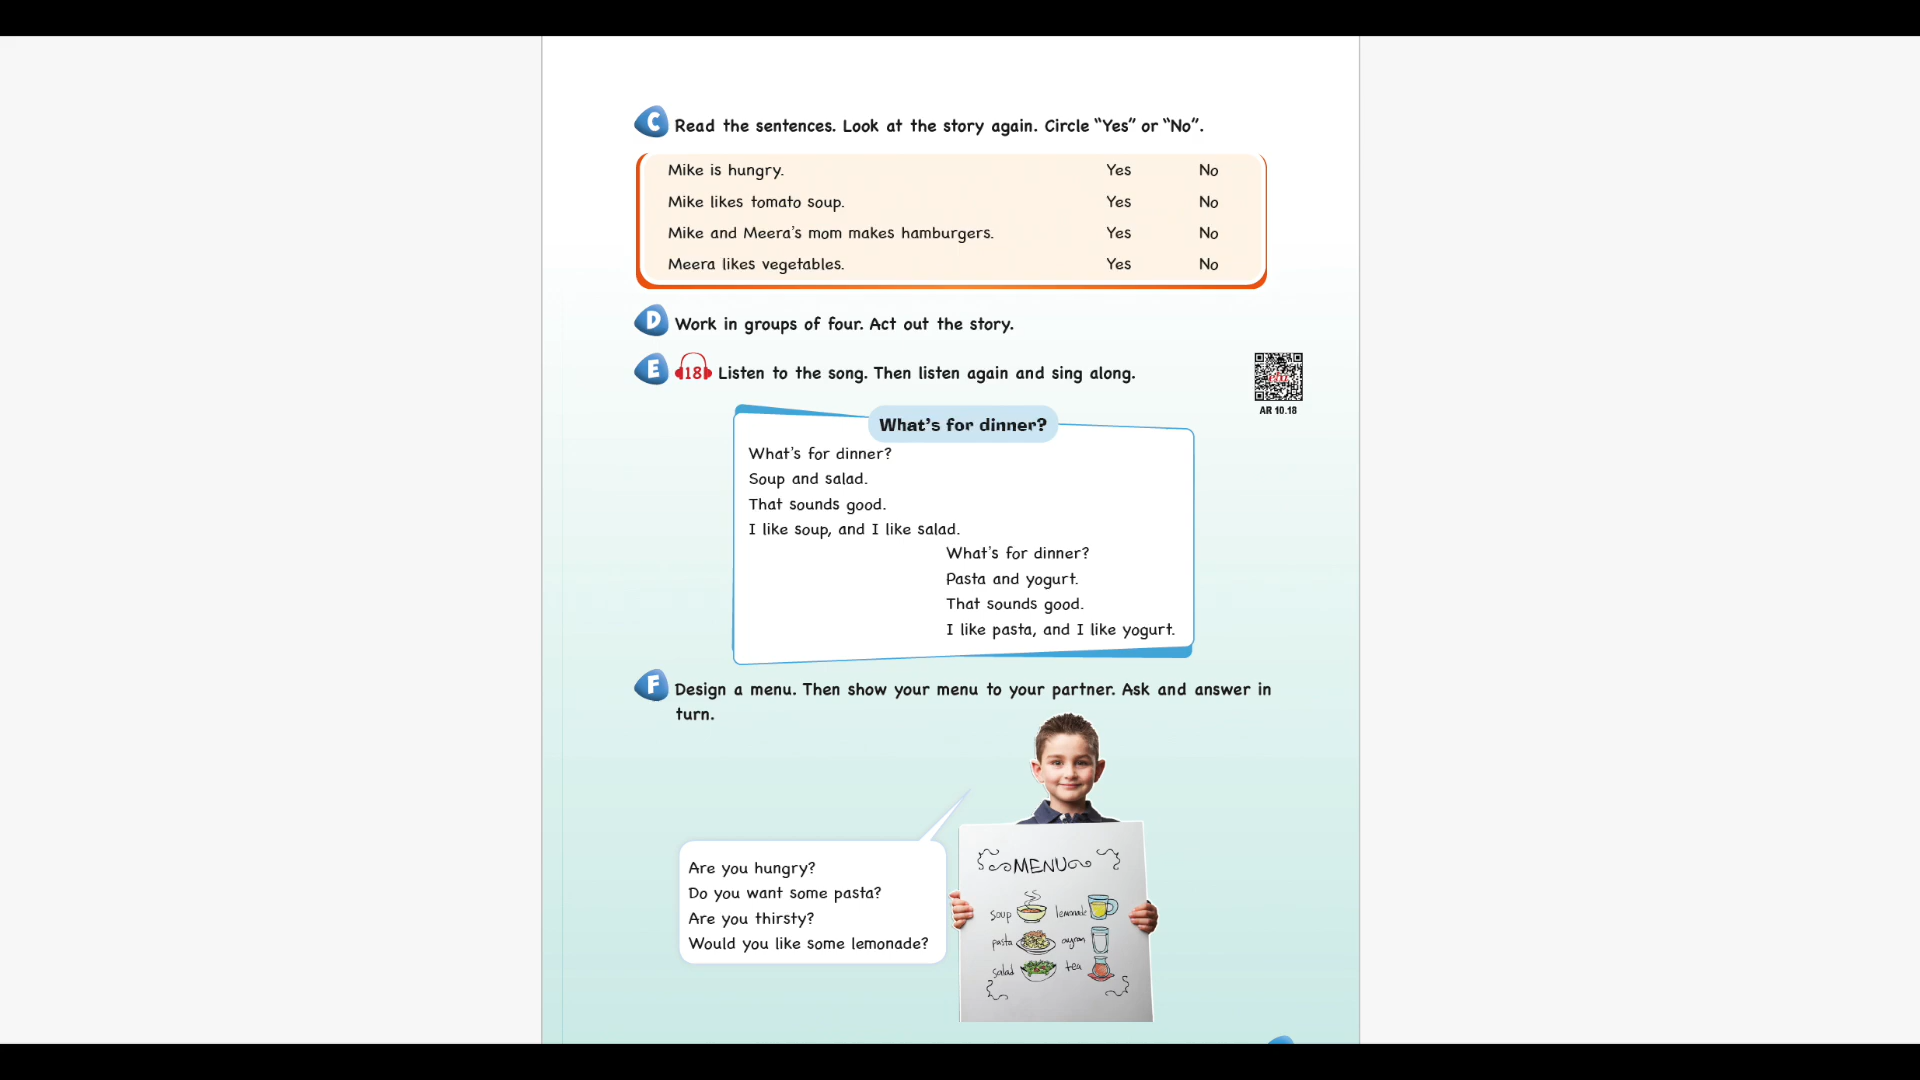 C Read the sentences. Look at the story again. Circle “Yes” or “No”.
Mike is hungry. Yes No
Mike likes tomato soup. Yes No
Mike and Meera’s mom makes hamburgers. Yes No
Meera likes vegetables. Yes No
D Work in groups of four. Act out the story.
E 18 Listen to the song. Then listen again and sing along.
AR 10.18
What’s for dinner?
What’s for dinner?
Soup and salad.
That sounds good.
I like soup, and I like salad.
What’s for dinner?
Pasta and yogurt.
That sounds good.
I like pasta, and I like yogurt.
F Design a menu. Then show your menu to your partner. Ask and answer in
turn.
Are you hungry?
Do you want some pasta?
Are you thirsty?
Would you like some lemonade?
MENU
soup lemonade
pasta ayran
salad tea